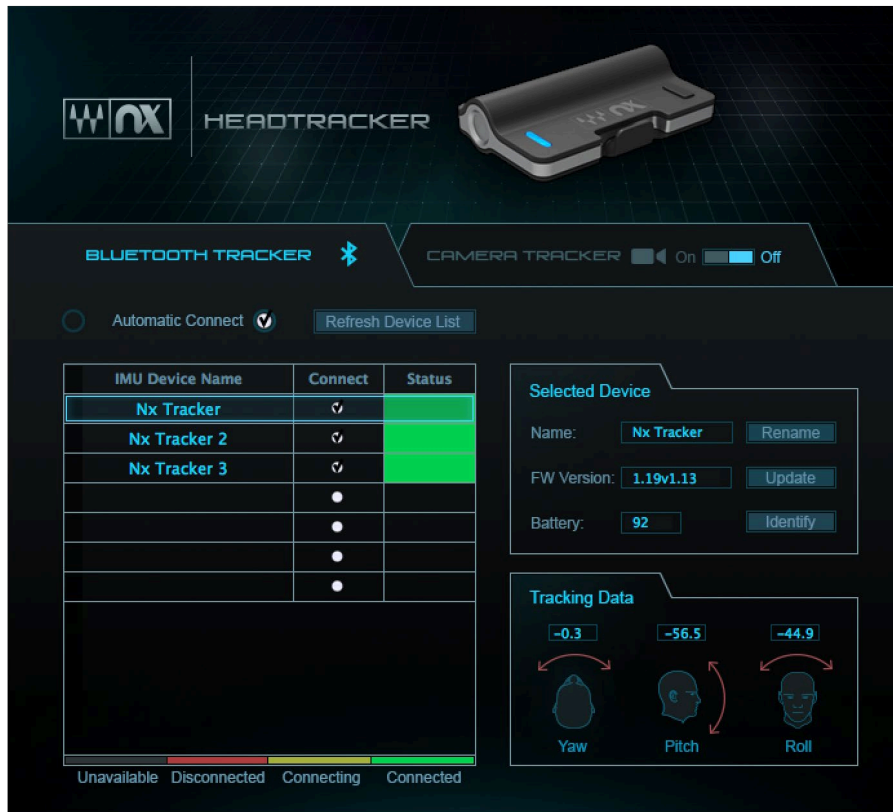 nx HEADTRACKER
nx
BLUETOOTH TRACKER
CAMERA TRACKER On Off
Automatic Connect Refresh Device List
IMU Device Name Connect Status
Nx Tracker
Nx Tracker 2
Nx Tracker 3
Selected Device
Name: Nx Tracker Rename
FW Version: 1.19v1.13 Update
Battery: 92 Identify
Tracking Data
-0.3 -56.5 -44.9
Yaw Pitch Roll
Unavailable Disconnected Connecting Connected